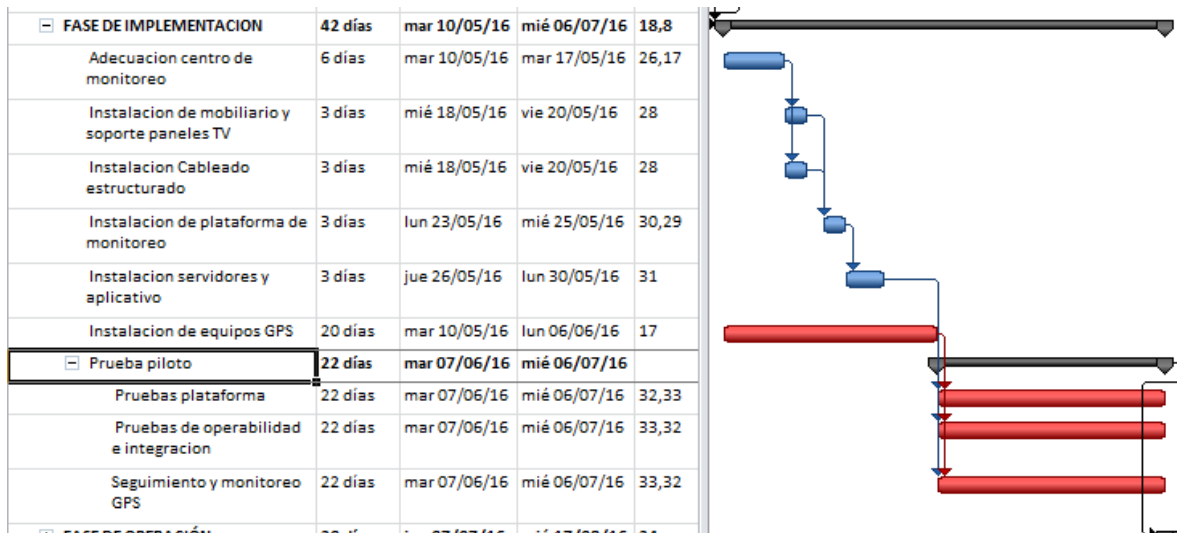 FASE DE IMPLEMENTACION 42 días mar 10/05/16 mié 06/07/16 18,8
Adecuacion centro de monitoreo 6 días mar 10/05/16 mar 17/05/16 26,17
Instalacion de mobiliario y soporte paneles TV 3 días mié 18/05/16 vie 20/05/16 28
Instalacion Cableado estructurado 3 días mié 18/05/16 vie 20/05/16 28
Instalacion de plataforma de monitoreo 3 días lun 23/05/16 mié 25/05/16 30,29
Instalacion servidores y aplicativo 3 días jue 26/05/16 lun 30/05/16 31
Instalacion de equipos GPS 20 días mar 10/05/16 lun 06/06/16 17
Prueba piloto 22 días mar 07/06/16 mié 06/07/16
Pruebas plataforma 22 días mar 07/06/16 mié 06/07/16 32,33
Pruebas de operabilidad e integracion 22 días mar 07/06/16 mié 06/07/16 33,32
Seguimiento y monitoreo GPS 22 días mar 07/06/16 mié 06/07/16 33,32
FASE DE OPERACIÓN